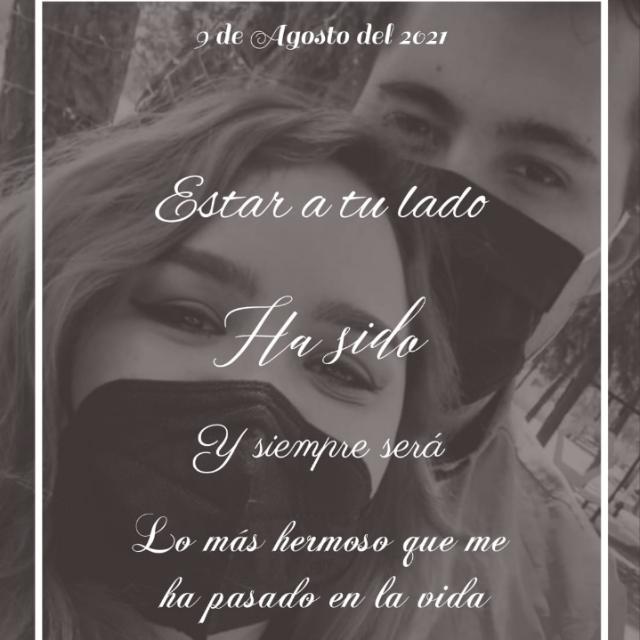 9 de Agosto del 2021
Estar a tu lado
Ha sido
Y siempre será
Lo más hermoso que me
ha pasado en la vida